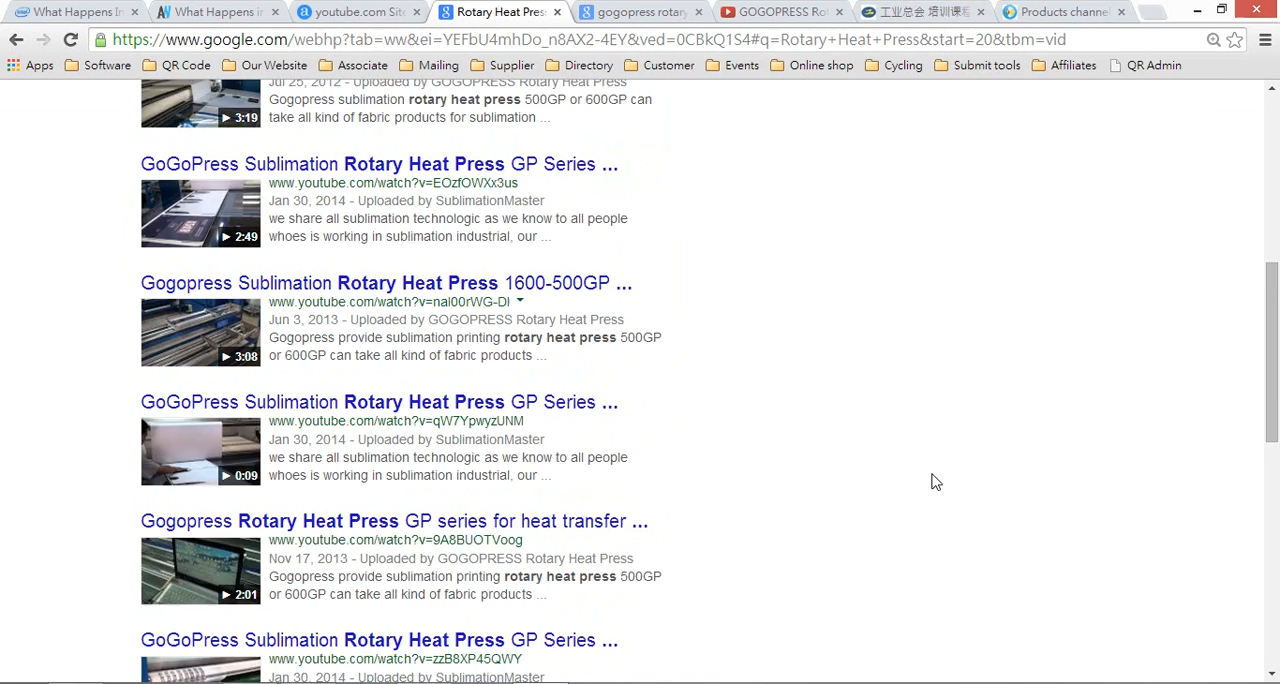 What Happens In
What Happens in
youtube.com Site
Rotary Heat Press
gogopress rotary
GOGOPRESS Ro
工业总会 培训课程
Products channel
https://www.google.com/webhp?tab=ww&ei=YEFbU4mhDo_n8AX2-4EY&ved=0CBkQ1S4#q=Rotary+Heat+Press&start=20&tbm=vid
Apps Software QR Code Our Website Associate Mailing Supplier Directory Customer Events Online shop Cycling Submit tools Affiliates QR Admin
Jul 25, 2012 - Uploaded by GOGOPRESS Rotary Heat Press
Gogopress sublimation rotary heat press 500GP or 600GP can
take all kind of fabric products for sublimation ...
3:19
GoGoPress Sublimation Rotary Heat Press GP Series ...
www.youtube.com/watch?v=EOzfOWXx3us
Jan 30, 2014 - Uploaded by SublimationMaster
we share all sublimation technologic as we know to all people
whoes is working in sublimation industrial, our ...
2:49
Gogopress Sublimation Rotary Heat Press 1600-500GP ...
www.youtube.com/watch?v=nai00rWG-DI
Jun 3, 2013 - Uploaded by GOGOPRESS Rotary Heat Press
Gogopress provide sublimation printing rotary heat press 500GP
or 600GP can take all kind of fabric products ...
3:08
GoGoPress Sublimation Rotary Heat Press GP Series ...
www.youtube.com/watch?v=qW7YpwyzUNM
Jan 30, 2014 - Uploaded by SublimationMaster
we share all sublimation technologic as we know to all people
whoes is working in sublimation industrial, our ...
0:09
Gogopress Rotary Heat Press GP series for heat transfer ...
www.youtube.com/watch?v=9A8BUOTVoog
Nov 17, 2013 - Uploaded by GOGOPRESS Rotary Heat Press
Gogopress provide sublimation printing rotary heat press 500GP
or 600GP can take all kind of fabric products ...
2:01
GoGoPress Sublimation Rotary Heat Press GP Series ...
www.youtube.com/watch?v=zzB8XP45QWY
Jan 30, 2014 - Uploaded by SublimationMaster